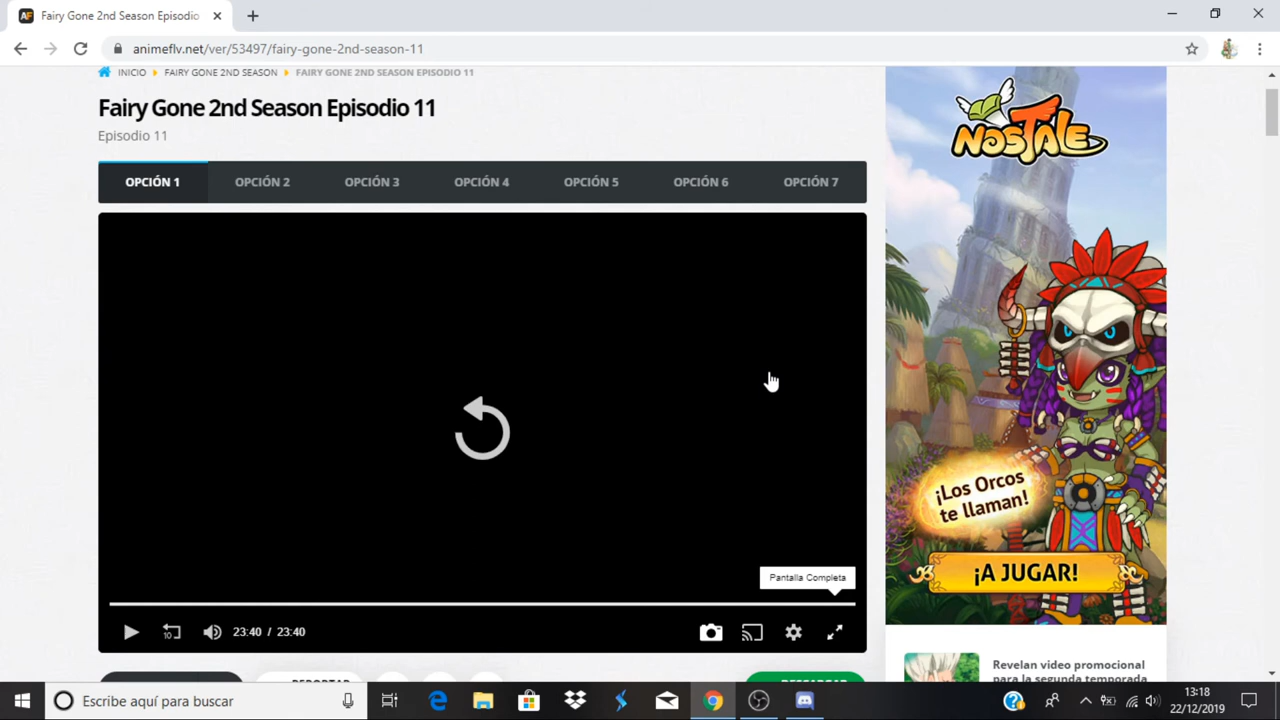 Fairy Gone 2nd Season Episodio
animeflv.net/ver/53497/fairy-gone-2nd-season-11
INICIO FAIRY GONE 2ND SEASON FAIRY GONE 2ND SEASON EPISODIO 11
Fairy Gone 2nd Season Episodio 11
Episodio 11
OPCIÓN 1 OPCIÓN 2 OPCIÓN 3 OPCIÓN 4 OPCIÓN 5 OPCIÓN 6 OPCIÓN 7
Pantalla Completa
10
23:40 / 23:40
REPORTAR
DESCARGAR
NOSTALE
¡Los Orcos
te llaman!
¡A JUGAR!
Revelan video promocional
para la segunda temporada
Escribe aquí para buscar
13:18
22/12/2019